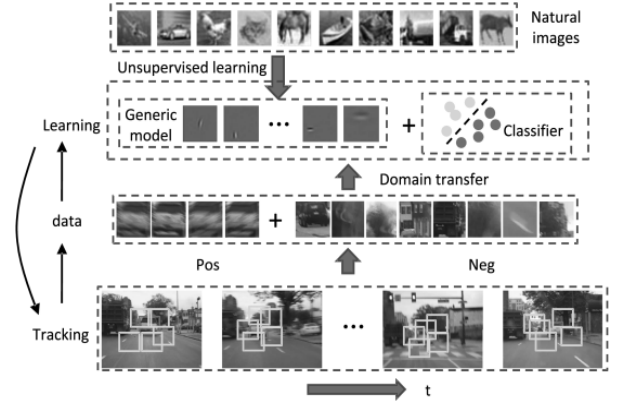 Natural
images
Unsupervised learning
Learning
Generic
model
...
+
Classifier
Domain transfer
data
+
Pos
Neg
Tracking
...
t